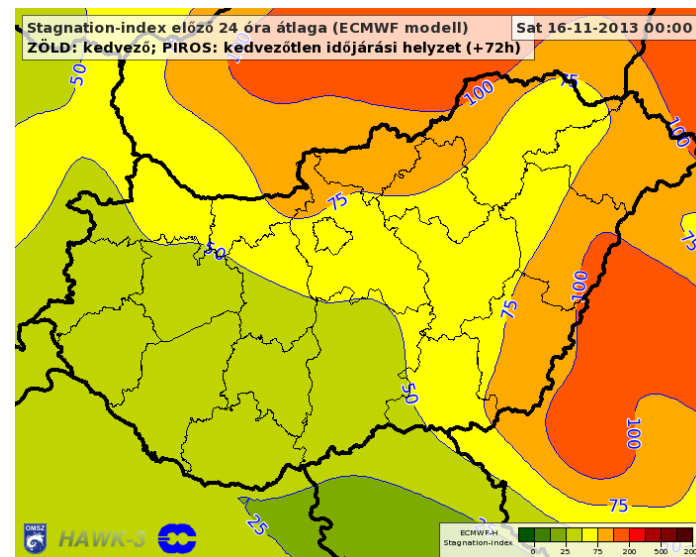 Stagnation-index előző 24 óra átlaga (ECMWF modell)
Sat 16-11-2013 00:00
ZÖLD: kedvező; PIROS: kedvezőtlen időjárási helyzet (+72h)
50
100
75
100
100
75
75
50
75
100
50
100
75
25
OMSZ
HAWK-3
ECMWF-H
Stagnation-index
0 25 75 200 500